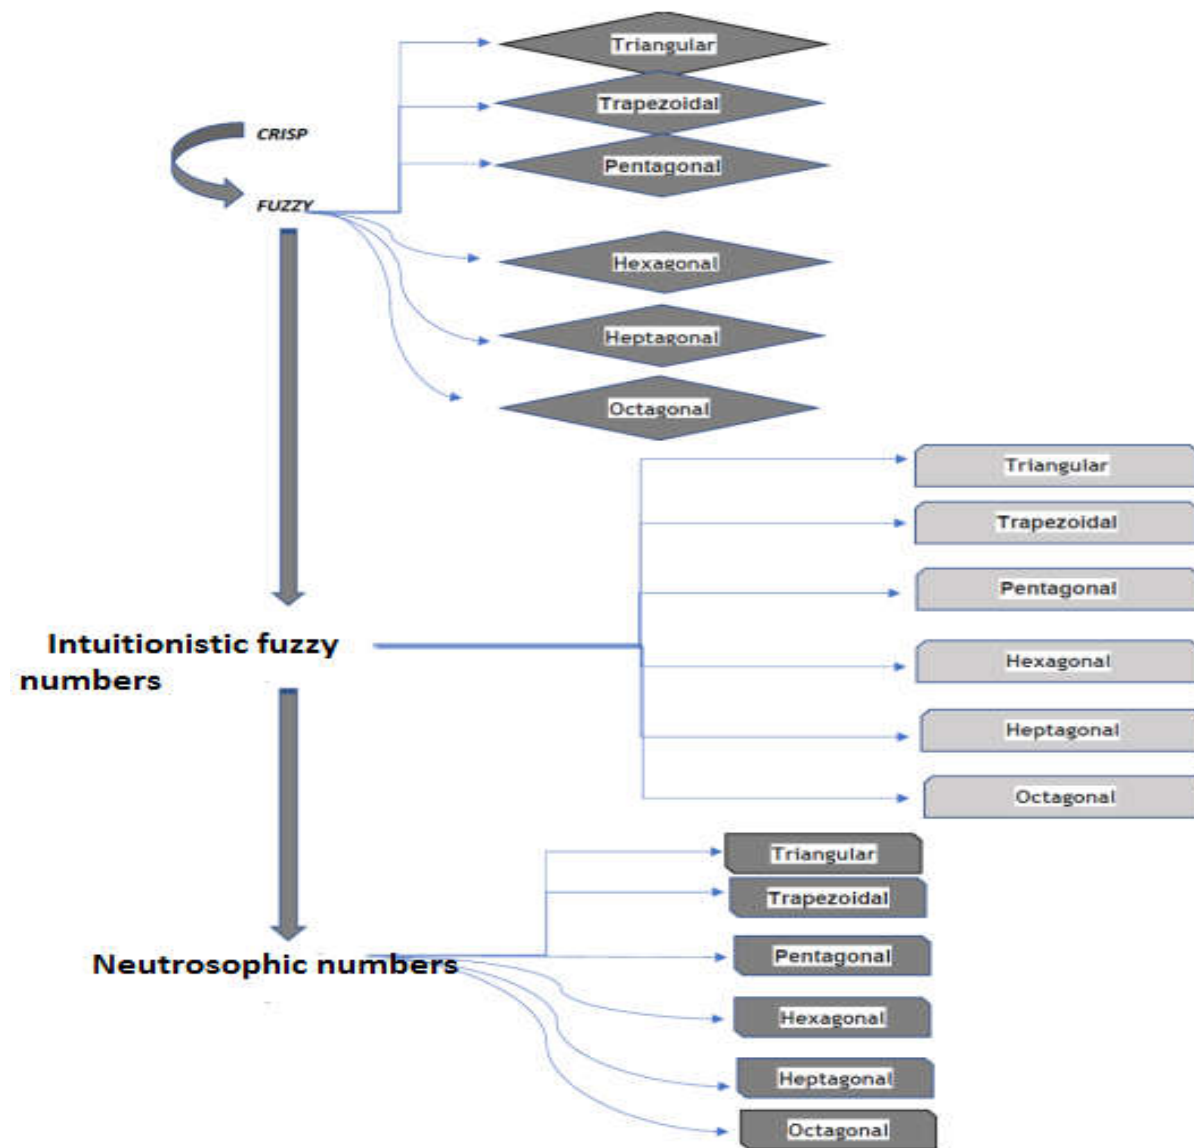 Triangular
Trapezoidal
CRISP
Pentagonal
FUZZY
Hexagonal
Heptagonal
Octagonal
Triangular
Trapezoidal
Pentagonal
Intuitionistic fuzzy
numbers
Hexagonal
Heptagonal
Octagonal
Triangular
Trapezoidal
Pentagonal
Neutrosophic numbers
Hexagonal
Heptagonal
Octagonal